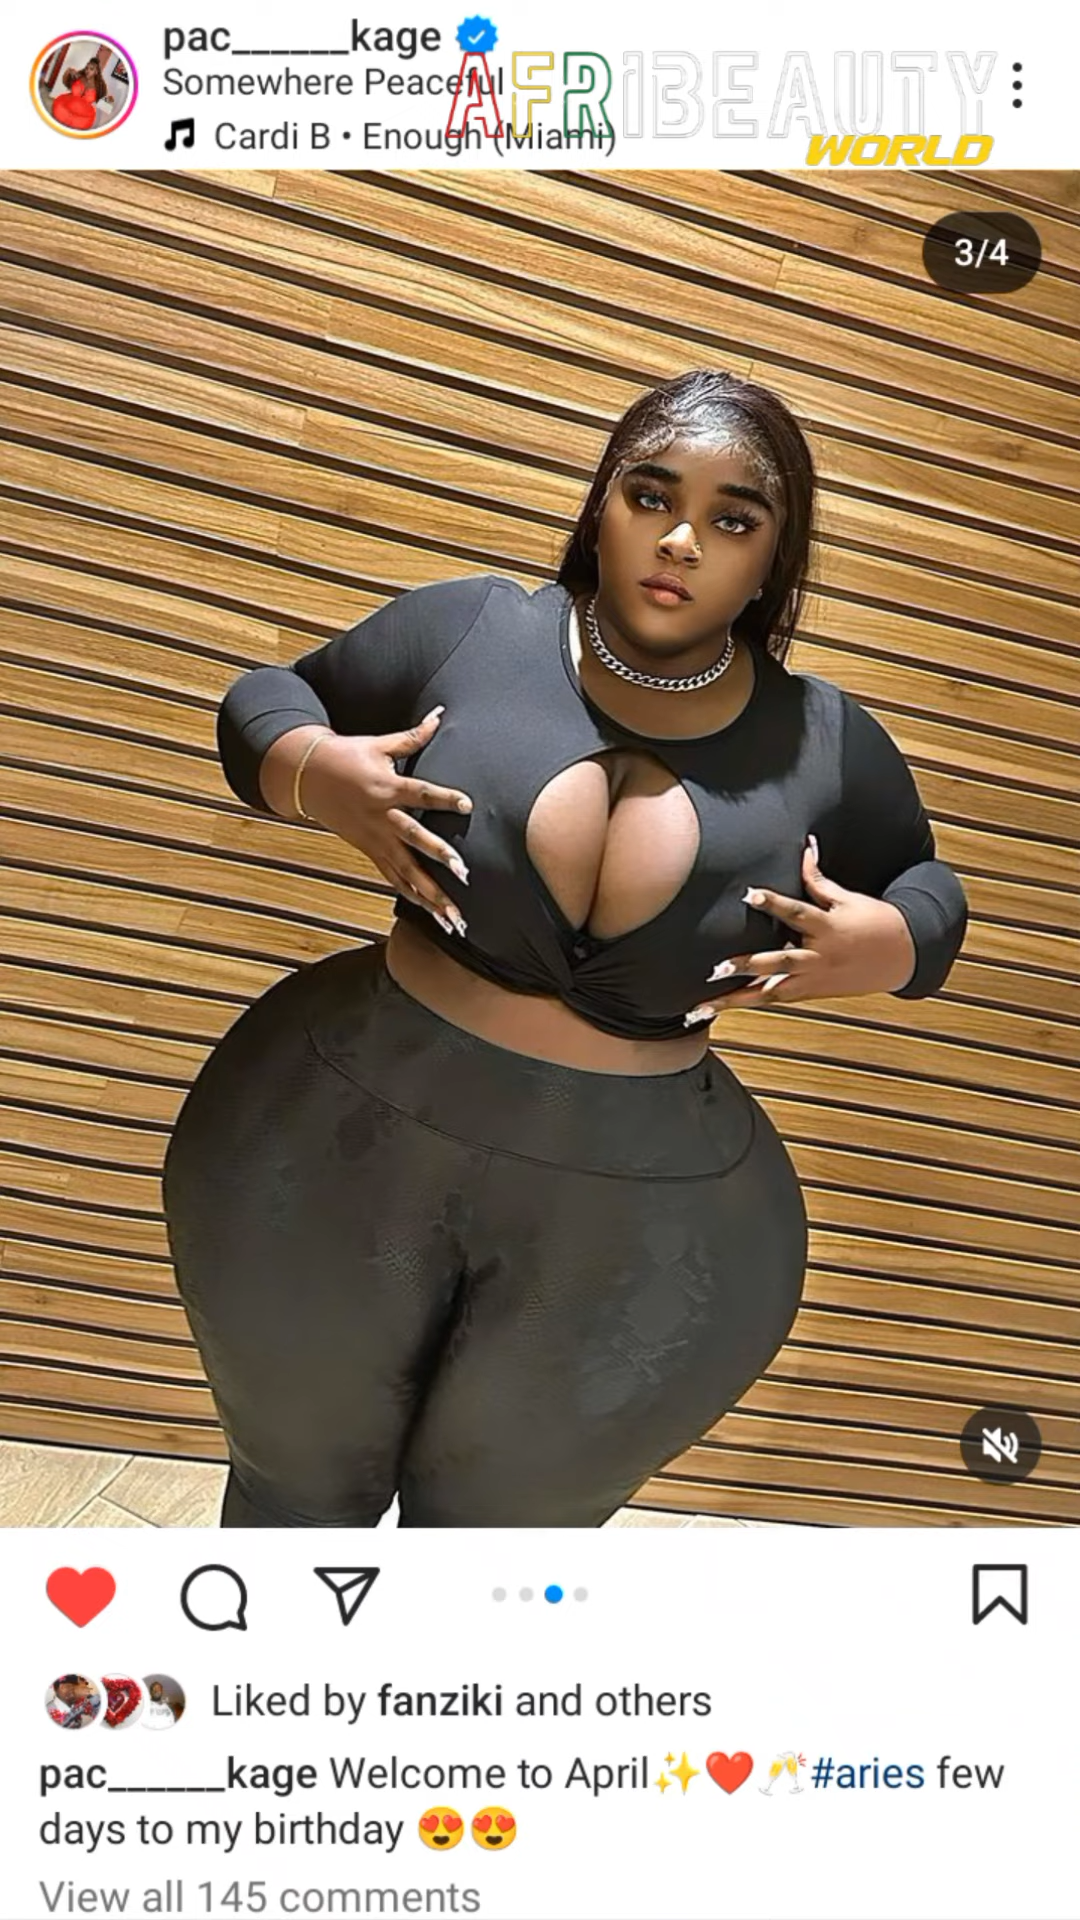 pac______kage
Somewhere Peaceful
Cardi B • Enough (Miami)
AFRIBEAUTY
WORLD
3/4
Liked by fanziki and others
pac______kage Welcome to April✨❤️🥂#aries few
days to my birthday 😍😍
View all 145 comments